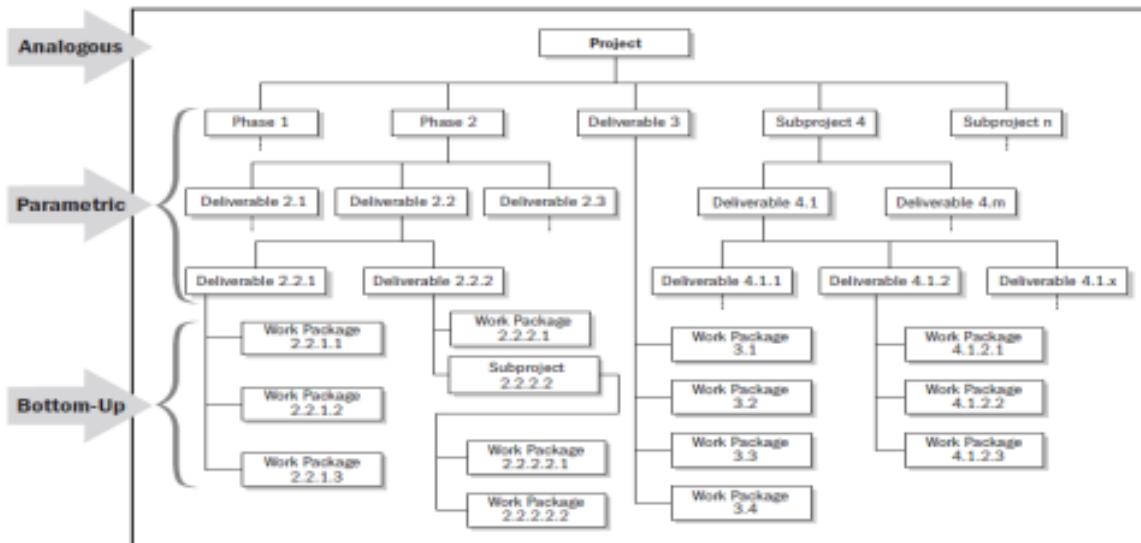 Analogous
Project
Phase 1
Phase 2
Deliverable 3
Subproject 4
Subproject n
Parametric
Deliverable 2.1
Deliverable 2.2
Deliverable 2.3
Deliverable 4.1
Deliverable 4.m
Deliverable 2.2.1
Deliverable 2.2.2
Deliverable 4.1.1
Deliverable 4.1.2
Deliverable 4.1.x
Bottom-Up
Work Package
2.2.1.1
Work Package
2.2.1.2
Work Package
2.2.1.3
Work Package
2.2.2.1
Subproject
2.2.2.2
Work Package
2.2.2.2.1
Work Package
2.2.2.2.2
Work Package
3.1
Work Package
3.2
Work Package
3.3
Work Package
3.4
Work Package
4.1.2.1
Work Package
4.1.2.2
Work Package
4.1.2.3